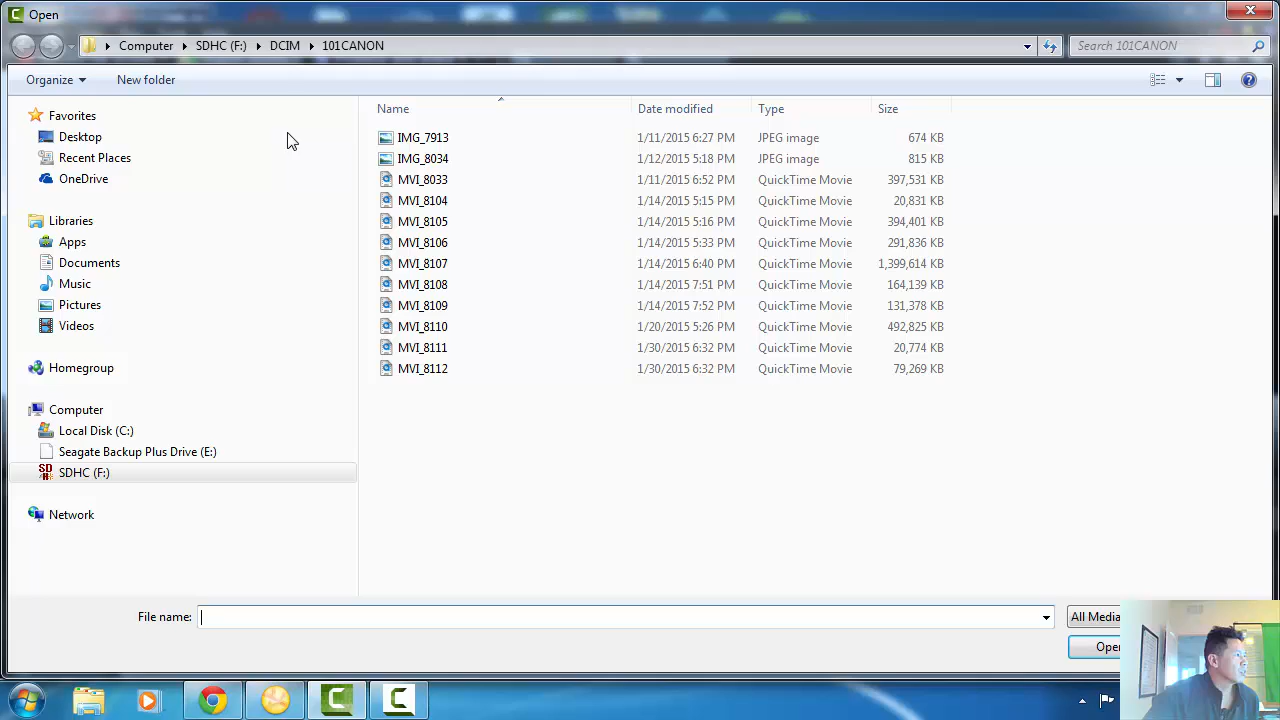 Open
Computer SDHC (F:) DCIM 101CANON Search 101CANON
Organize New folder
Name Date modified Type Size
Favorites
Desktop
Recent Places
OneDrive
Libraries
Apps
Documents
Music
Pictures
Videos
Homegroup
Computer
Local Disk (C:)
Seagate Backup Plus Drive (E:)
SDHC (F:)
Network
IMG_7913 1/11/2015 6:27 PM JPEG image 674 KB
IMG_8034 1/12/2015 5:18 PM JPEG image 815 KB
MVI_8033 1/11/2015 6:52 PM QuickTime Movie 397,531 KB
MVI_8104 1/14/2015 5:15 PM QuickTime Movie 20,831 KB
MVI_8105 1/14/2015 5:16 PM QuickTime Movie 394,401 KB
MVI_8106 1/14/2015 5:33 PM QuickTime Movie 291,836 KB
MVI_8107 1/14/2015 6:40 PM QuickTime Movie 1,399,614 KB
MVI_8108 1/14/2015 7:51 PM QuickTime Movie 164,139 KB
MVI_8109 1/14/2015 7:52 PM QuickTime Movie 131,378 KB
MVI_8110 1/20/2015 5:26 PM QuickTime Movie 492,825 KB
MVI_8111 1/30/2015 6:32 PM QuickTime Movie 20,774 KB
MVI_8112 1/30/2015 6:32 PM QuickTime Movie 79,269 KB
File name: All Media
Open